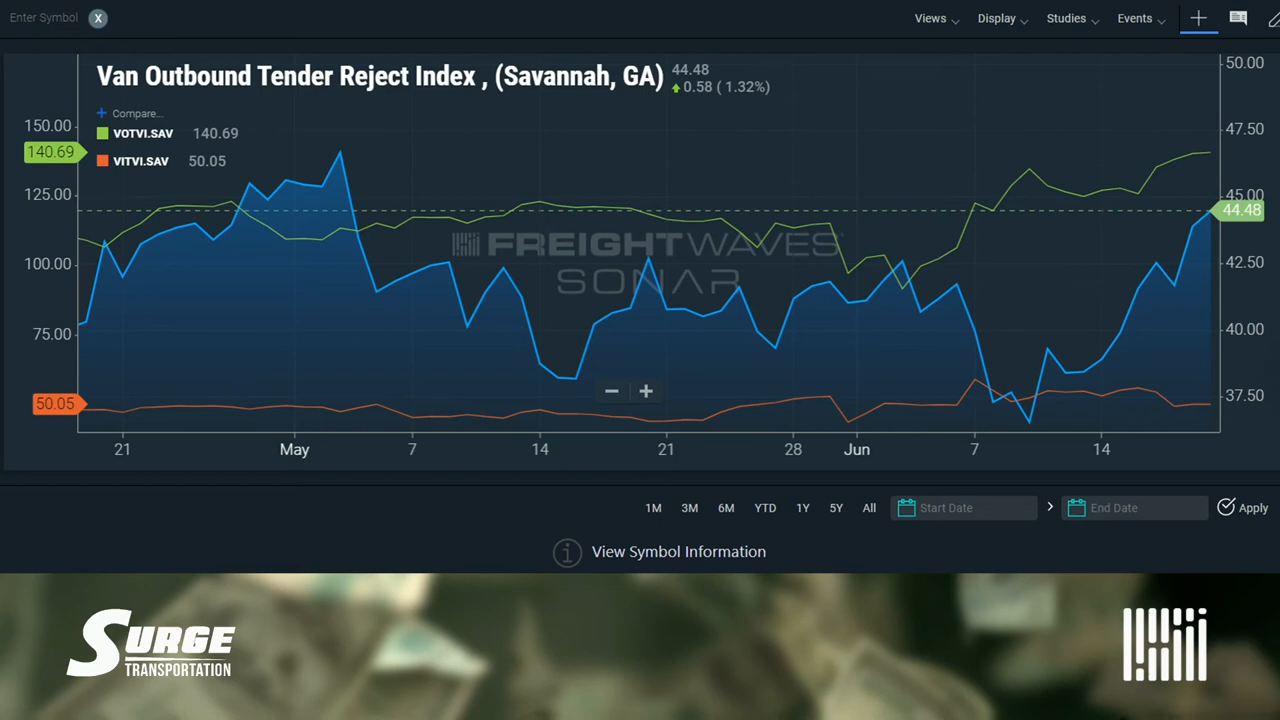 Enter Symbol X Views Display Studies Events
Van Outbound Tender Reject Index , (Savannah, GA) 44.48
0.58 ( 1.32%)
+ Compare...
VOTVI.SAV 140.69
VITVI.SAV 50.05
150.00
140.69
125.00
100.00
75.00
50.05
50.00
47.50
45.00
44.48
42.50
40.00
37.50
FREIGHTWAVES
SONAR
− +
21 May 7 14 21 28 Jun 7 14
1M 3M 6M YTD 1Y 5Y All Start Date > End Date Apply
i View Symbol Information
SURGE
TRANSPORTATION